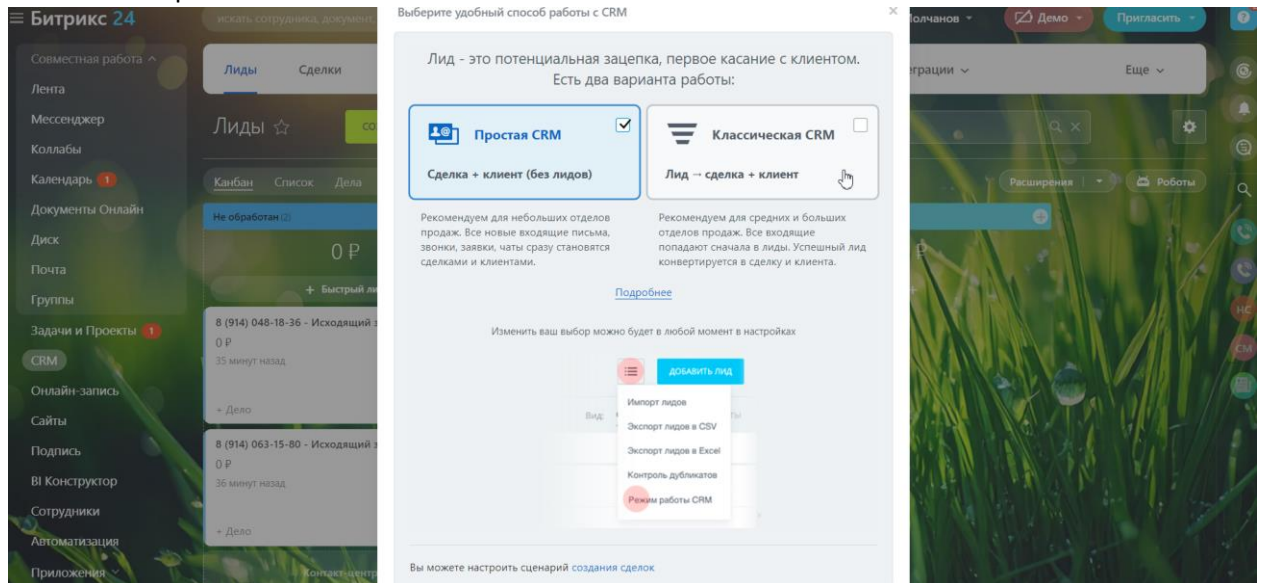 Битрикс 24
искать сотрудника, документ,
Молчанов
Демо
Пригласить
Совместная работа
Лента
Мессенджер
Коллабы
Календарь 1
Документы Онлайн
Диск
Почта
Группы
Задачи и Проекты 1
CRM
Онлайн-запись
Сайты
Подпись
BI Конструктор
Сотрудники
Автоматизация
Приложения
Лиды Сделки
Еще
Лиды
Канбан Список Дела
Расширения
Роботы
Не обработан (2)
0 ₽
+ Быстрый
8 (914) 048-18-36 - Исходящий
0 ₽
35 минут назад
+ Дело
8 (914) 063-15-80 - Исходящий
0 ₽
36 минут назад
+ Дело
Контакт-центр
НС
СМ
Выберите удобный способ работы с CRM
Лид - это потенциальная зацепка, первое касание с клиентом.
Есть два варианта работы:
Простая CRM
Сделка + клиент (без лидов)
Классическая CRM
Лид → сделка + клиент
Рекомендуем для небольших отделов
продаж. Все новые входящие письма,
звонки, заявки, чаты сразу становятся
сделками и клиентами.
Рекомендуем для средних и больших
отделов продаж. Все входящие
попадают сначала в лиды. Успешный лид
конвертируется в сделку и клиента.
Подробнее
Изменить ваш выбор можно будет в любой момент в настройках
ДОБАВИТЬ ЛИД
Вид:
Импорт лидов
Экспорт лидов в CSV
Экспорт лидов в Excel
Контроль дубликатов
Режим работы CRM
Вы можете настроить сценарий создания сделок